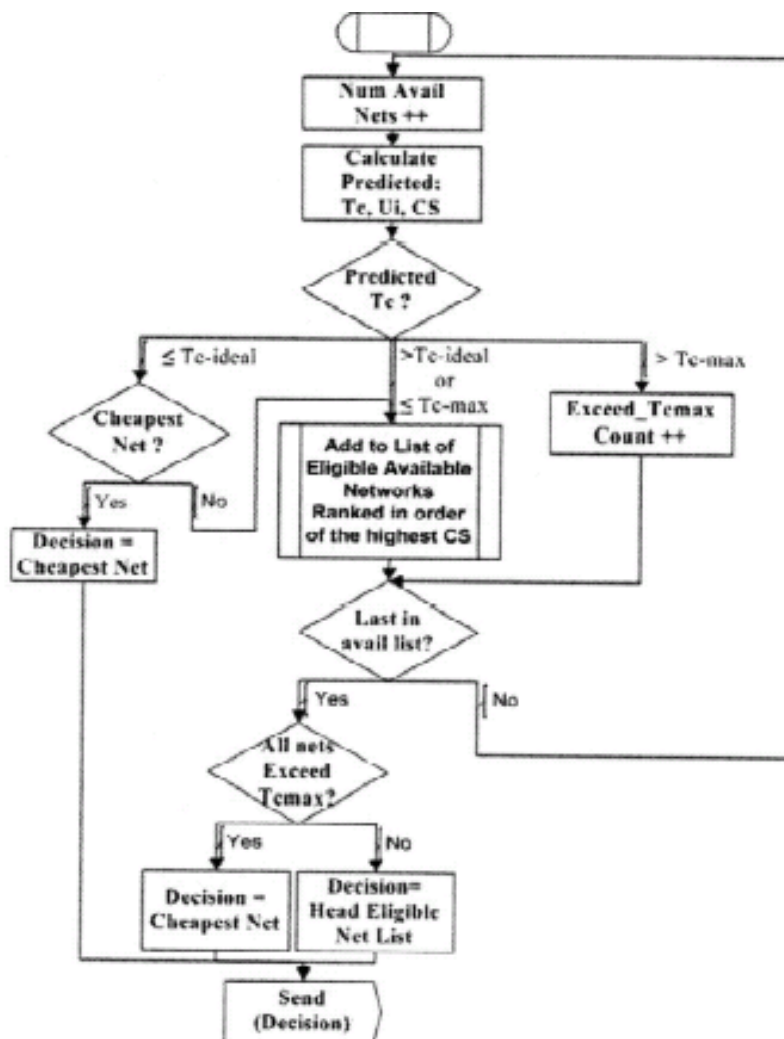 Num Avail
Nets ++
Calculate
Predicted:
Tc, Ui, CS
Predicted
Tc ?
≤ Tc-ideal
>Tc-ideal
or
≤ Tc-max
> Tc-max
Cheapest
Net ?
Exceed_Tcmax
Count ++
Add to List of
Eligible Available
Networks
Ranked in order
of the highest CS
Yes
No
Decision =
Cheapest Net
Last in
avail list?
Yes
No
All nets
Exceed
Tcmax?
Yes
No
Decision =
Cheapest Net
Decision=
Head Eligible
Net List
Send
(Decision)